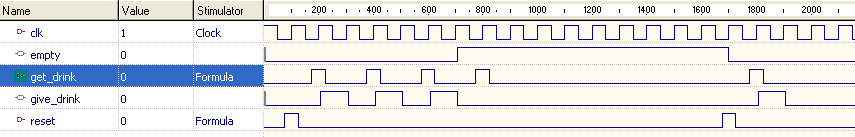 Name Value Stimulator 200 400 600 800 1000 1200 1400 1600 1800 2000
clk 1 Clock
empty 0
get_drink 0 Formula
give_drink 0
reset 0 Formula